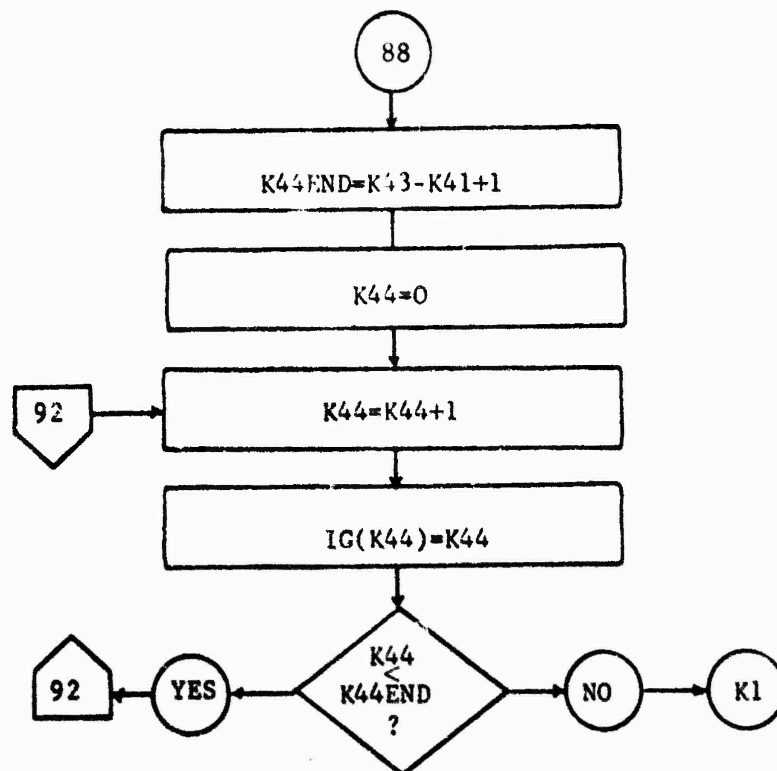 88
K44END=K43-K41+1
K44=0
92
K44=K44+1
IG(K44)=K44
K44
<
K44END
?
92
YES
NO
K1